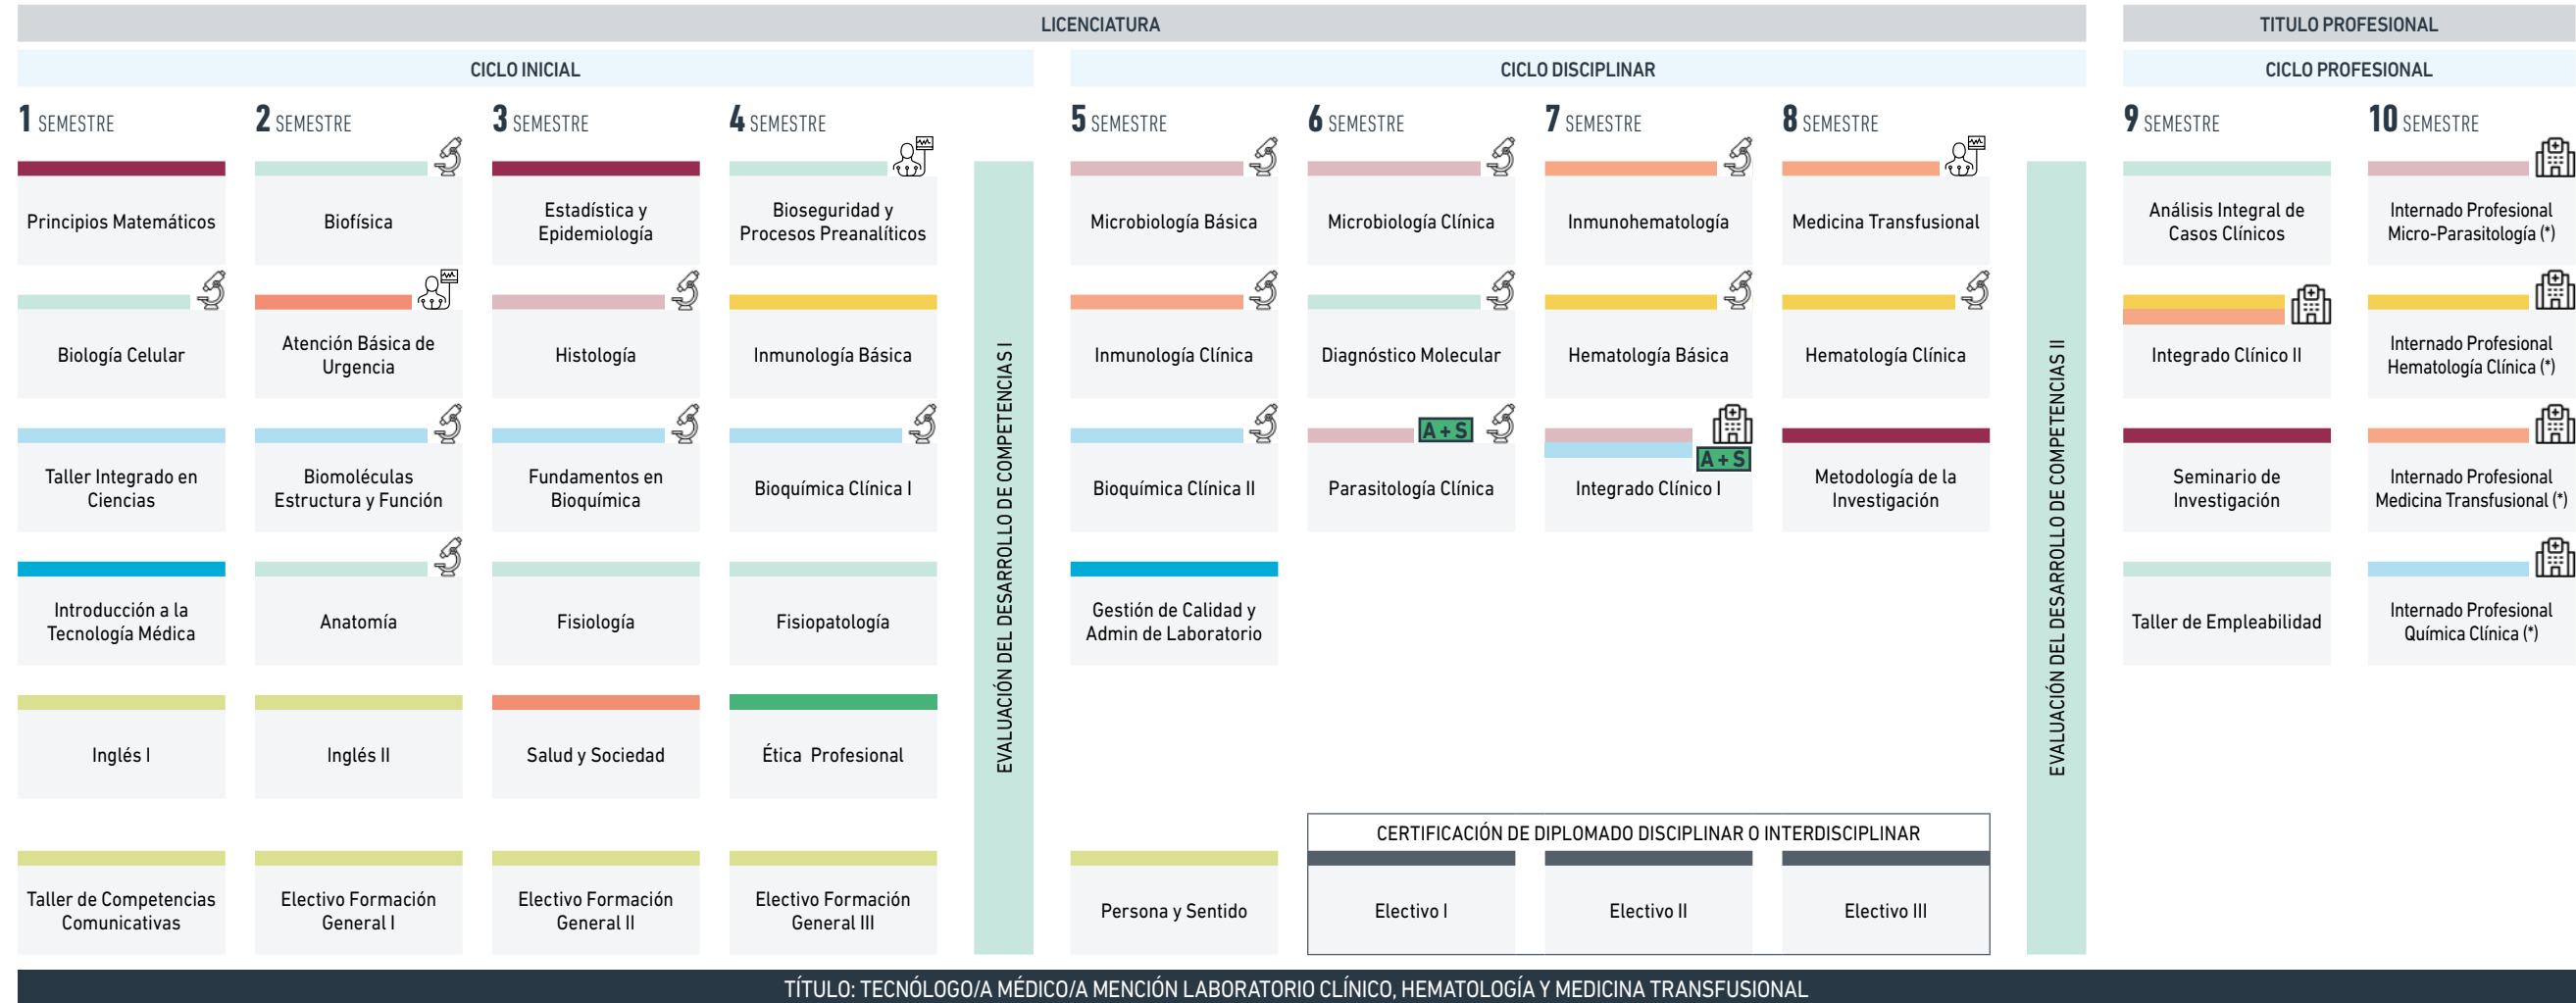 LICENCIATURA
TITULO PROFESIONAL
CICLO INICIAL
CICLO DISCIPLINAR
CICLO PROFESIONAL
1 SEMESTRE
2 SEMESTRE
3 SEMESTRE
4 SEMESTRE
5 SEMESTRE
6 SEMESTRE
7 SEMESTRE
8 SEMESTRE
9 SEMESTRE
10 SEMESTRE
Principios Matemáticos
Biofísica
Estadística y
Epidemiología
Bioseguridad y
Procesos Preanalíticos
Microbiología Básica
Microbiología Clínica
Inmunohematología
Medicina Transfusional
Análisis Integral de
Casos Clínicos
Internado Profesional
Micro-Parasitología (*)
Biología Celular
Atención Básica de
Urgencia
Histología
Inmunología Básica
Inmunología Clínica
Diagnóstico Molecular
Hematología Básica
Hematología Clínica
Integrado Clínico II
Internado Profesional
Hematología Clínica (*)
Taller Integrado en
Ciencias
Biomoléculas
Estructura y Función
Fundamentos en
Bioquímica
Bioquímica Clínica I
Bioquímica Clínica II
A + S
Parasitología Clínica
A + S
Integrado Clínico I
Metodología de la
Investigación
Seminario de
Investigación
Internado Profesional
Medicina Transfusional (*)
Introducción a la
Tecnología Médica
Anatomía
Fisiología
Fisiopatología
Gestión de Calidad y
Admin de Laboratorio
Taller de Empleabilidad
Internado Profesional
Química Clínica (*)
Inglés I
Inglés II
Salud y Sociedad
Ética Profesional
EVALUACIÓN DEL DESARROLLO DE COMPETENCIAS I
EVALUACIÓN DEL DESARROLLO DE COMPETENCIAS II
CERTIFICACIÓN DE DIPLOMADO DISCIPLINAR O INTERDISCIPLINAR
Taller de Competencias
Comunicativas
Electivo Formación
General I
Electivo Formación
General II
Electivo Formación
General III
Persona y Sentido
Electivo I
Electivo II
Electivo III
TÍTULO: TECNÓLOGO/A MÉDICO/A MENCIÓN LABORATORIO CLÍNICO, HEMATOLOGÍA Y MEDICINA TRANSFUSIONAL